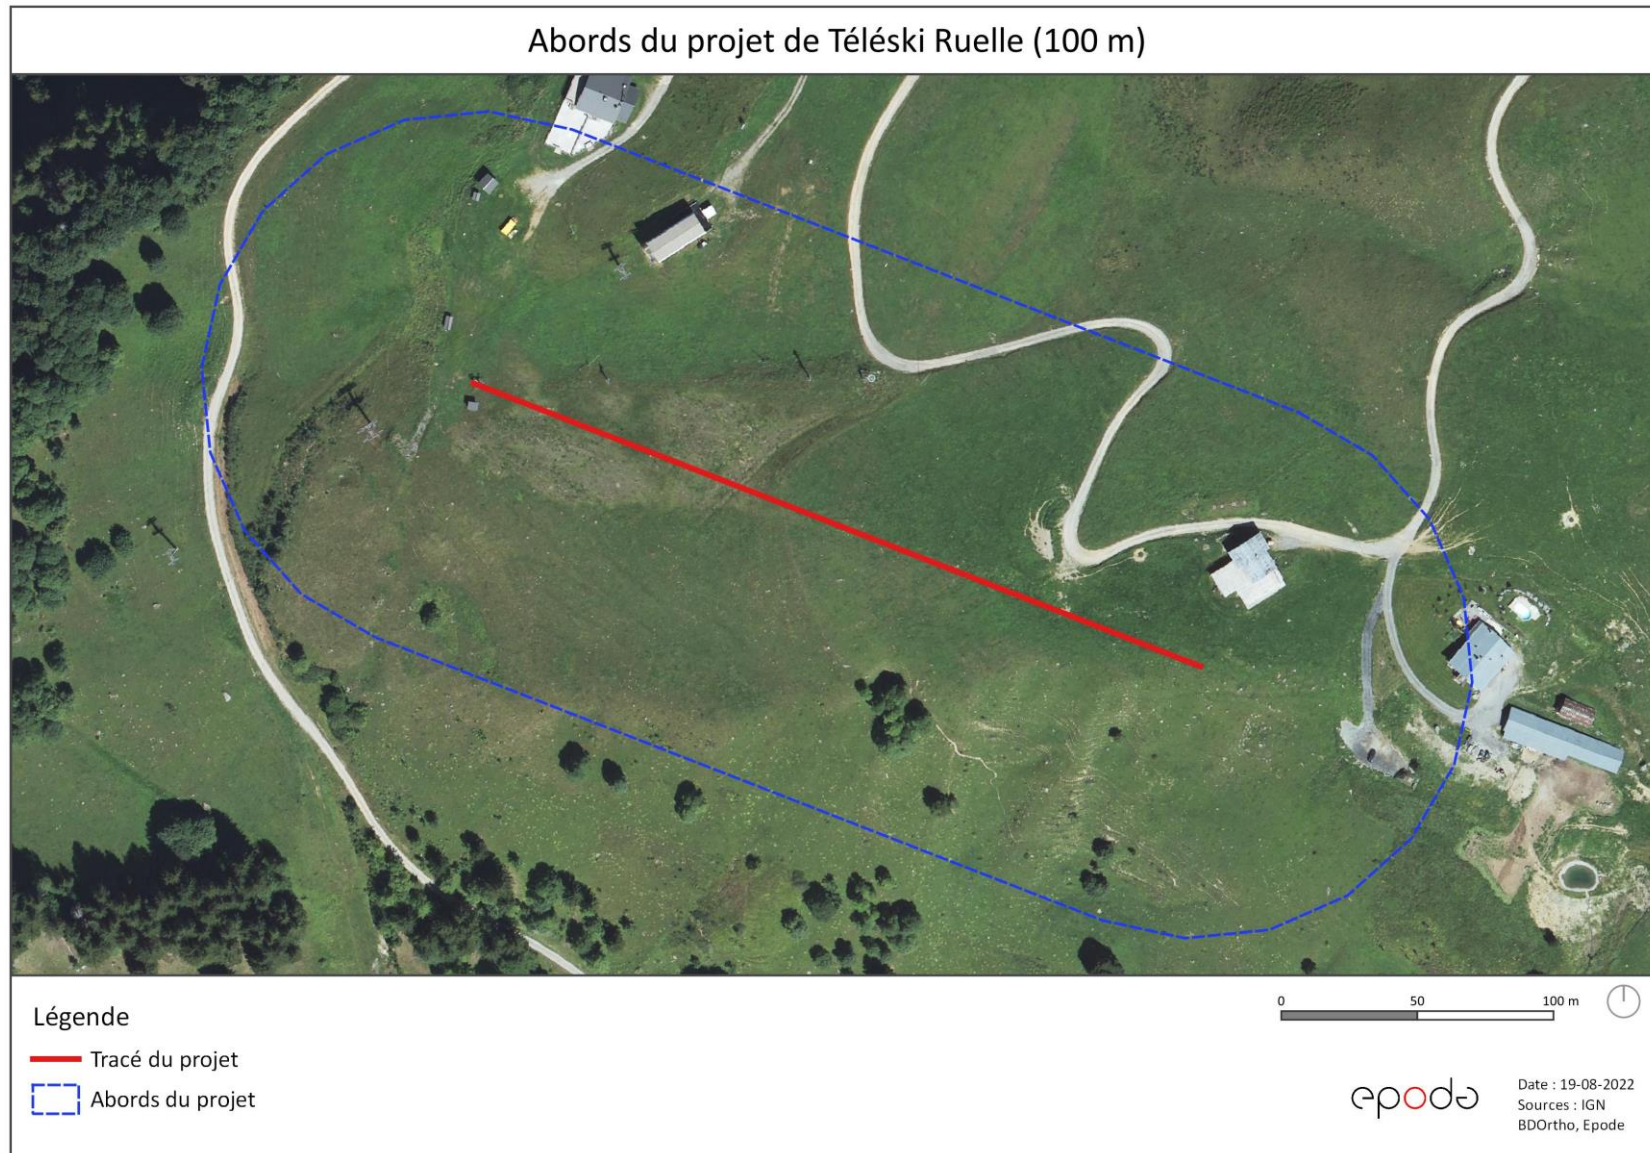 Abords du projet de Téléski Ruelle (100 m)
Légende
Tracé du projet
Abords du projet
0 50 100 m
epode
Date : 19-08-2022
Sources : IGN
BDOrtho, Epode